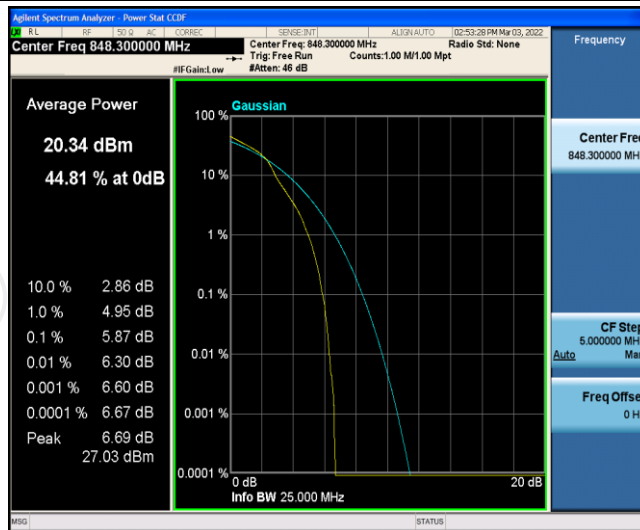 Agilent Spectrum Analyzer - Power Stat CCDF
RL RF 50 Ω AC CORREC SENSE:INT ALIGN AUTO 02:53:28 PM Mar 03, 2022
Center Freq 848.300000 MHz
Center Freq: 848.300000 MHz Radio Std: None
Trig: Free Run Counts:1.00 M/1.00 Mpt
#IFGain:Low #Atten: 46 dB
Frequency
Average Power
20.34 dBm
44.81 % at 0dB
10.0 % 2.86 dB
1.0 % 4.95 dB
0.1 % 5.87 dB
0.01 % 6.30 dB
0.001 % 6.60 dB
0.0001 % 6.67 dB
Peak 6.69 dB
27.03 dBm
Gaussian
100 %
10 %
1 %
0.1 %
0.01 %
0.001 %
0.0001 %
0 dB 20 dB
Info BW 25.000 MHz
Center Fre
848.300000 MH
CF Step
5.000000 MH
Auto Ma
Freq Offse
0 H
MSG STATUS